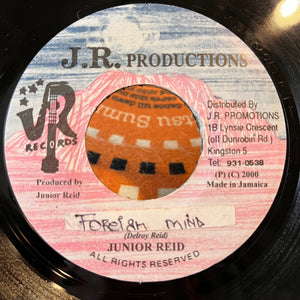 J.R. PRODUCTIONS
JR
RECORDS
Distributed By
J.R. PROMOTIONS
1B Lynsie Crescent
(off Dunrobin Rd.)
Kingston 5
Tel: 931-0538
(P) (C) 2000
Made in Jamaica
Produced by
Junior Reid
FOREIGN MIND
(Delroy Reid)
JUNIOR REID
ALL RIGHTS RESERVED